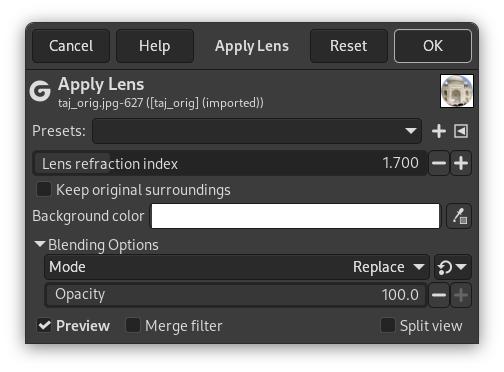 Cancel Help Apply Lens Reset OK
Apply Lens
taj_orig.jpg-627 ([taj_orig] (imported))
Presets:
Lens refraction index 1.700
Keep original surroundings
Background color
Blending Options
Mode Replace
Opacity 100.0
Preview Merge filter Split view